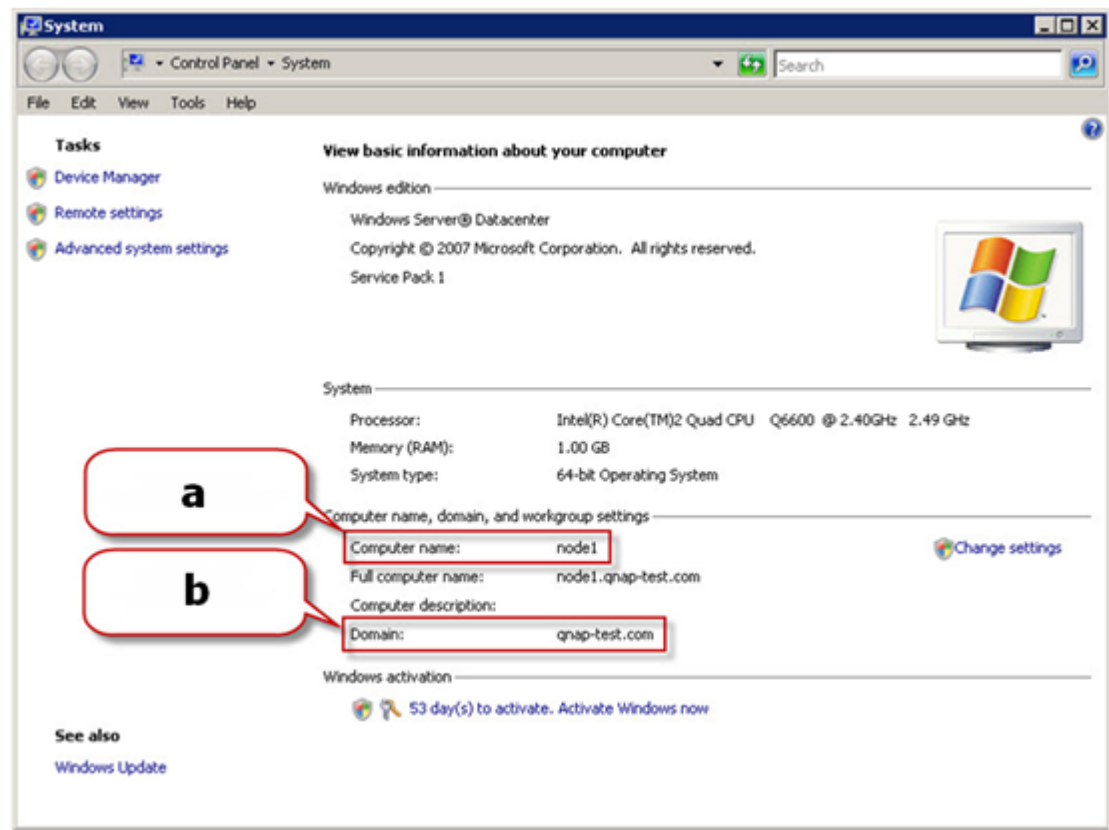 System
Control Panel System Search
File Edit View Tools Help
Tasks
Device Manager
Remote settings
Advanced system settings
View basic information about your computer
Windows edition
Windows Server® Datacenter
Copyright © 2007 Microsoft Corporation. All rights reserved.
Service Pack 1
System
Processor: Intel(R) Core(TM)2 Quad CPU Q6600 @ 2.40GHz 2.49 GHz
Memory (RAM): 1.00 GB
System type: 64-bit Operating System
a
Computer name, domain, and workgroup settings
Computer name: node1 Change settings
Full computer name: node1.qnap-test.com
b
Computer description:
Domain: qnap-test.com
Windows activation
53 day(s) to activate. Activate Windows now
See also
Windows Update